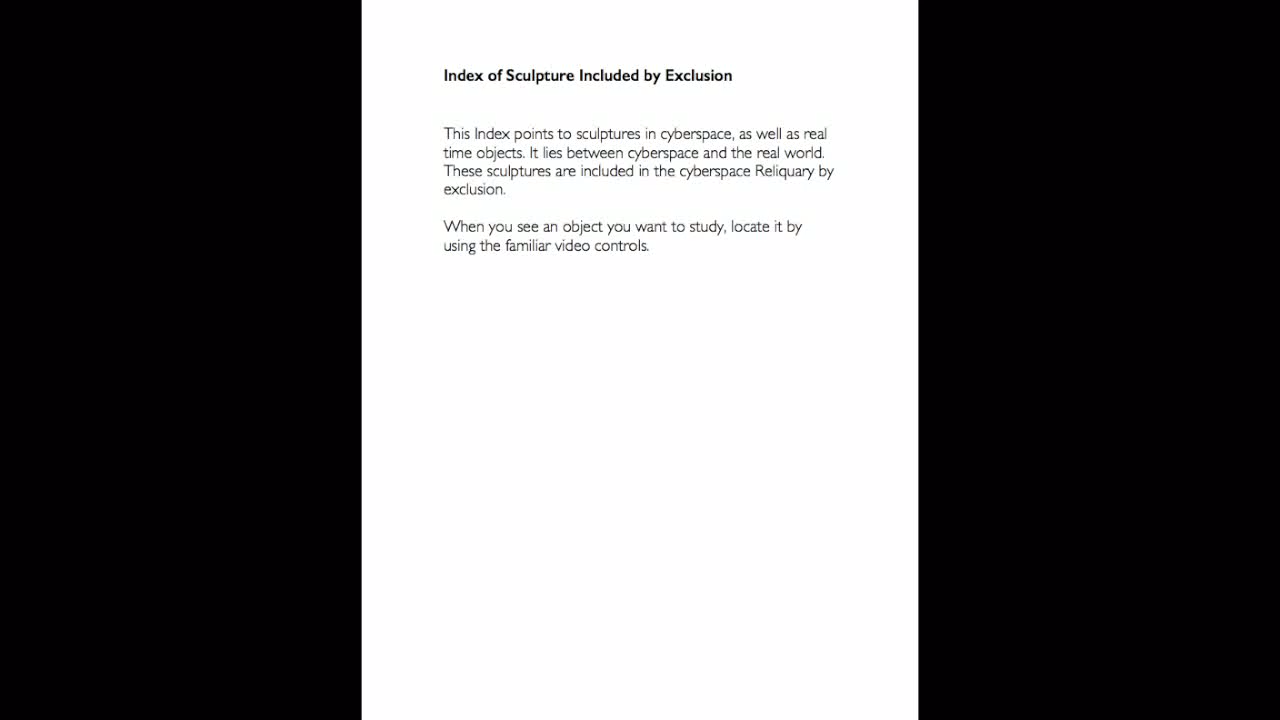 Index of Sculpture Included by Exclusion
This Index points to sculptures in cyberspace, as well as real
time objects. It lies between cyberspace and the real world.
These sculptures are included in the cyberspace Reliquary by
exclusion.
When you see an object you want to study, locate it by
using the familiar video controls.